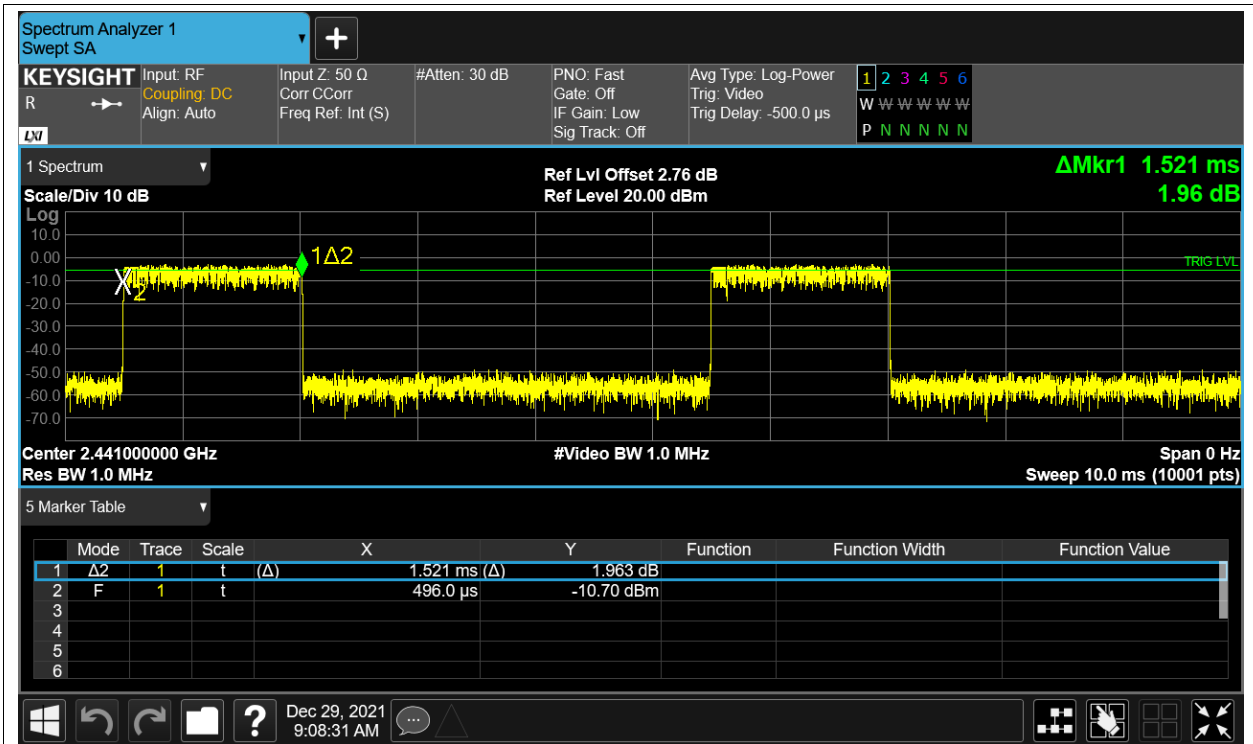 Spectrum Analyzer 1
Swept SA
KEYSIGHT Input: RF Input Z: 50 Ω #Atten: 30 dB PNO: Fast Avg Type: Log-Power 1 2 3 4 5 6
R Coupling: DC Corr CCorr Gate: Off Trig: Video W W W W W W
Align: Auto Freq Ref: Int (S) IF Gain: Low Trig Delay: -500.0 µs P N N N N N
LXI Sig Track: Off
1 Spectrum ΔMkr1 1.521 ms
Ref Lvl Offset 2.76 dB
Scale/Div 10 dB Ref Level 20.00 dBm 1.96 dB
Log
10.0
0.00 1Δ2 TRIG LVL
-10.0 X 2
-20.0
-30.0
-40.0
-50.0
-60.0
-70.0
Center 2.441000000 GHz #Video BW 1.0 MHz Span 0 Hz
Res BW 1.0 MHz Sweep 10.0 ms (10001 pts)
5 Marker Table
Mode Trace Scale X Y Function Function Width Function Value
1 Δ2 1 t (Δ) 1.521 ms (Δ) 1.963 dB
2 F 1 t 496.0 µs -10.70 dBm
3
4
5
6
? Dec 29, 2021
9:08:31 AM